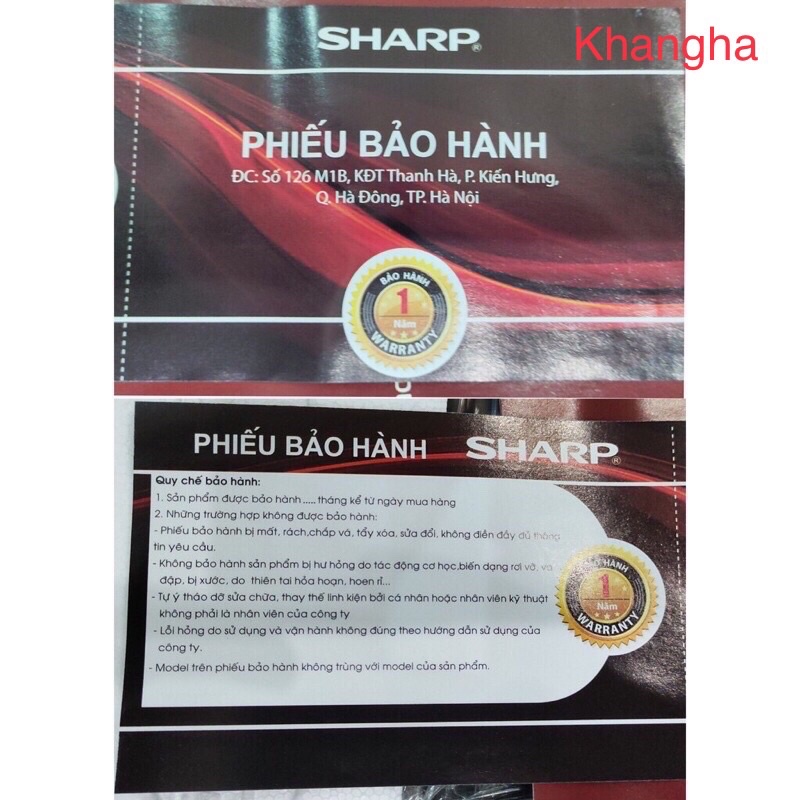 SHARP®
Khangha
PHIẾU BẢO HÀNH
ĐC: Số 126 M1B, KĐT Thanh Hà, P. Kiến Hưng,
Q. Hà Đông, TP. Hà Nội
BẢO HÀNH
1
Năm
WARRANTY
PHIẾU BẢO HÀNH SHARP®
Quy chế bảo hành:
1. Sản phẩm được bảo hành.....tháng kể từ ngày mua hàng
2. Những trường hợp không được bảo hành:
- Phiếu bảo hành bị mất, rách,chắp vá, tẩy xóa, sửa đổi, không điền đầy đủ thông
tin yêu cầu.
- Không bảo hành sản phẩm bị hư hỏng do tác động cơ học,biến dạng rơi vỡ, va
đập, bị xước, do thiên tai hỏa hoạn, hoen rỉ...
- Tự ý tháo dỡ sửa chữa, thay thế linh kiện bởi cá nhân hoặc nhân viên kỹ thuật
không phải là nhân viên của công ty
- Lỗi hỏng do sử dụng và vận hành không đúng theo hướng dẫn sử dụng của
công ty.
- Model trên phiếu bảo hành không trùng với model của sản phẩm.
BẢO HÀNH
1
Năm
WARRANTY